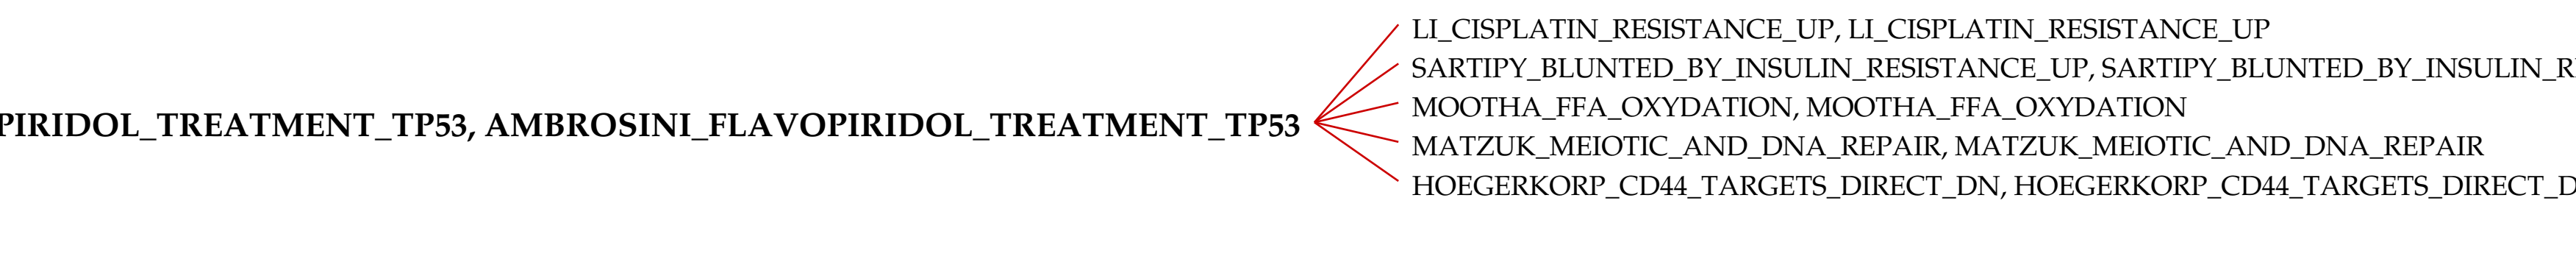 LI_CISPLATIN_RESISTANCE_UP, LI_CISPLATIN_RESISTANCE_UP
SARTIPY_BLUNTED_BY_INSULIN_RESISTANCE_UP, SARTIPY_BLUNTED_BY_INSULIN_R
MOOTHA_FFA_OXYDATION, MOOTHA_FFA_OXYDATION
PIRIDOL_TREATMENT_TP53, AMBROSINI_FLAVOPIRIDOL_TREATMENT_TP53
MATZUK_MEIOTIC_AND_DNA_REPAIR, MATZUK_MEIOTIC_AND_DNA_REPAIR
HOEGERKORP_CD44_TARGETS_DIRECT_DN, HOEGERKORP_CD44_TARGETS_DIRECT_D